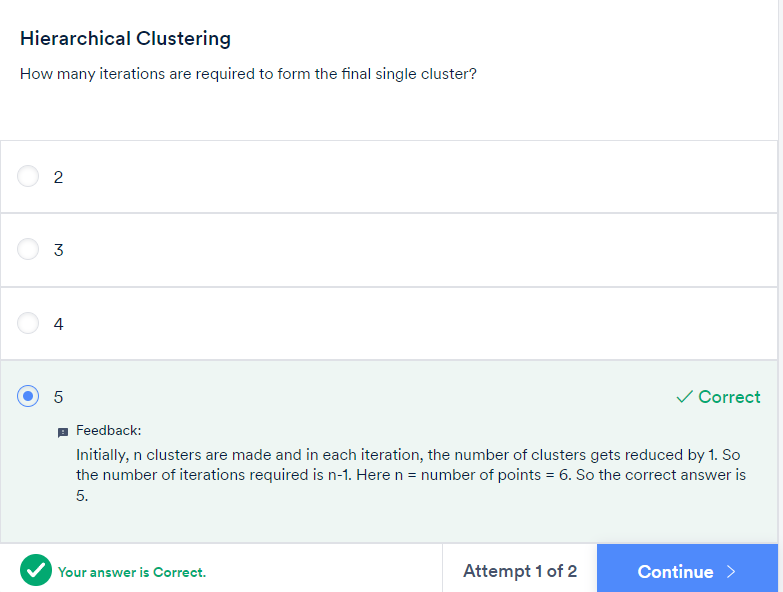 Hierarchical Clustering
How many iterations are required to form the final single cluster?
2
3
4
5
Correct
Feedback:
Initially, n clusters are made and in each iteration, the number of clusters gets reduced by 1. So
the number of iterations required is n-1. Here n = number of points = 6. So the correct answer is
5.
Your answer is Correct.
Attempt 1 of 2
Continue